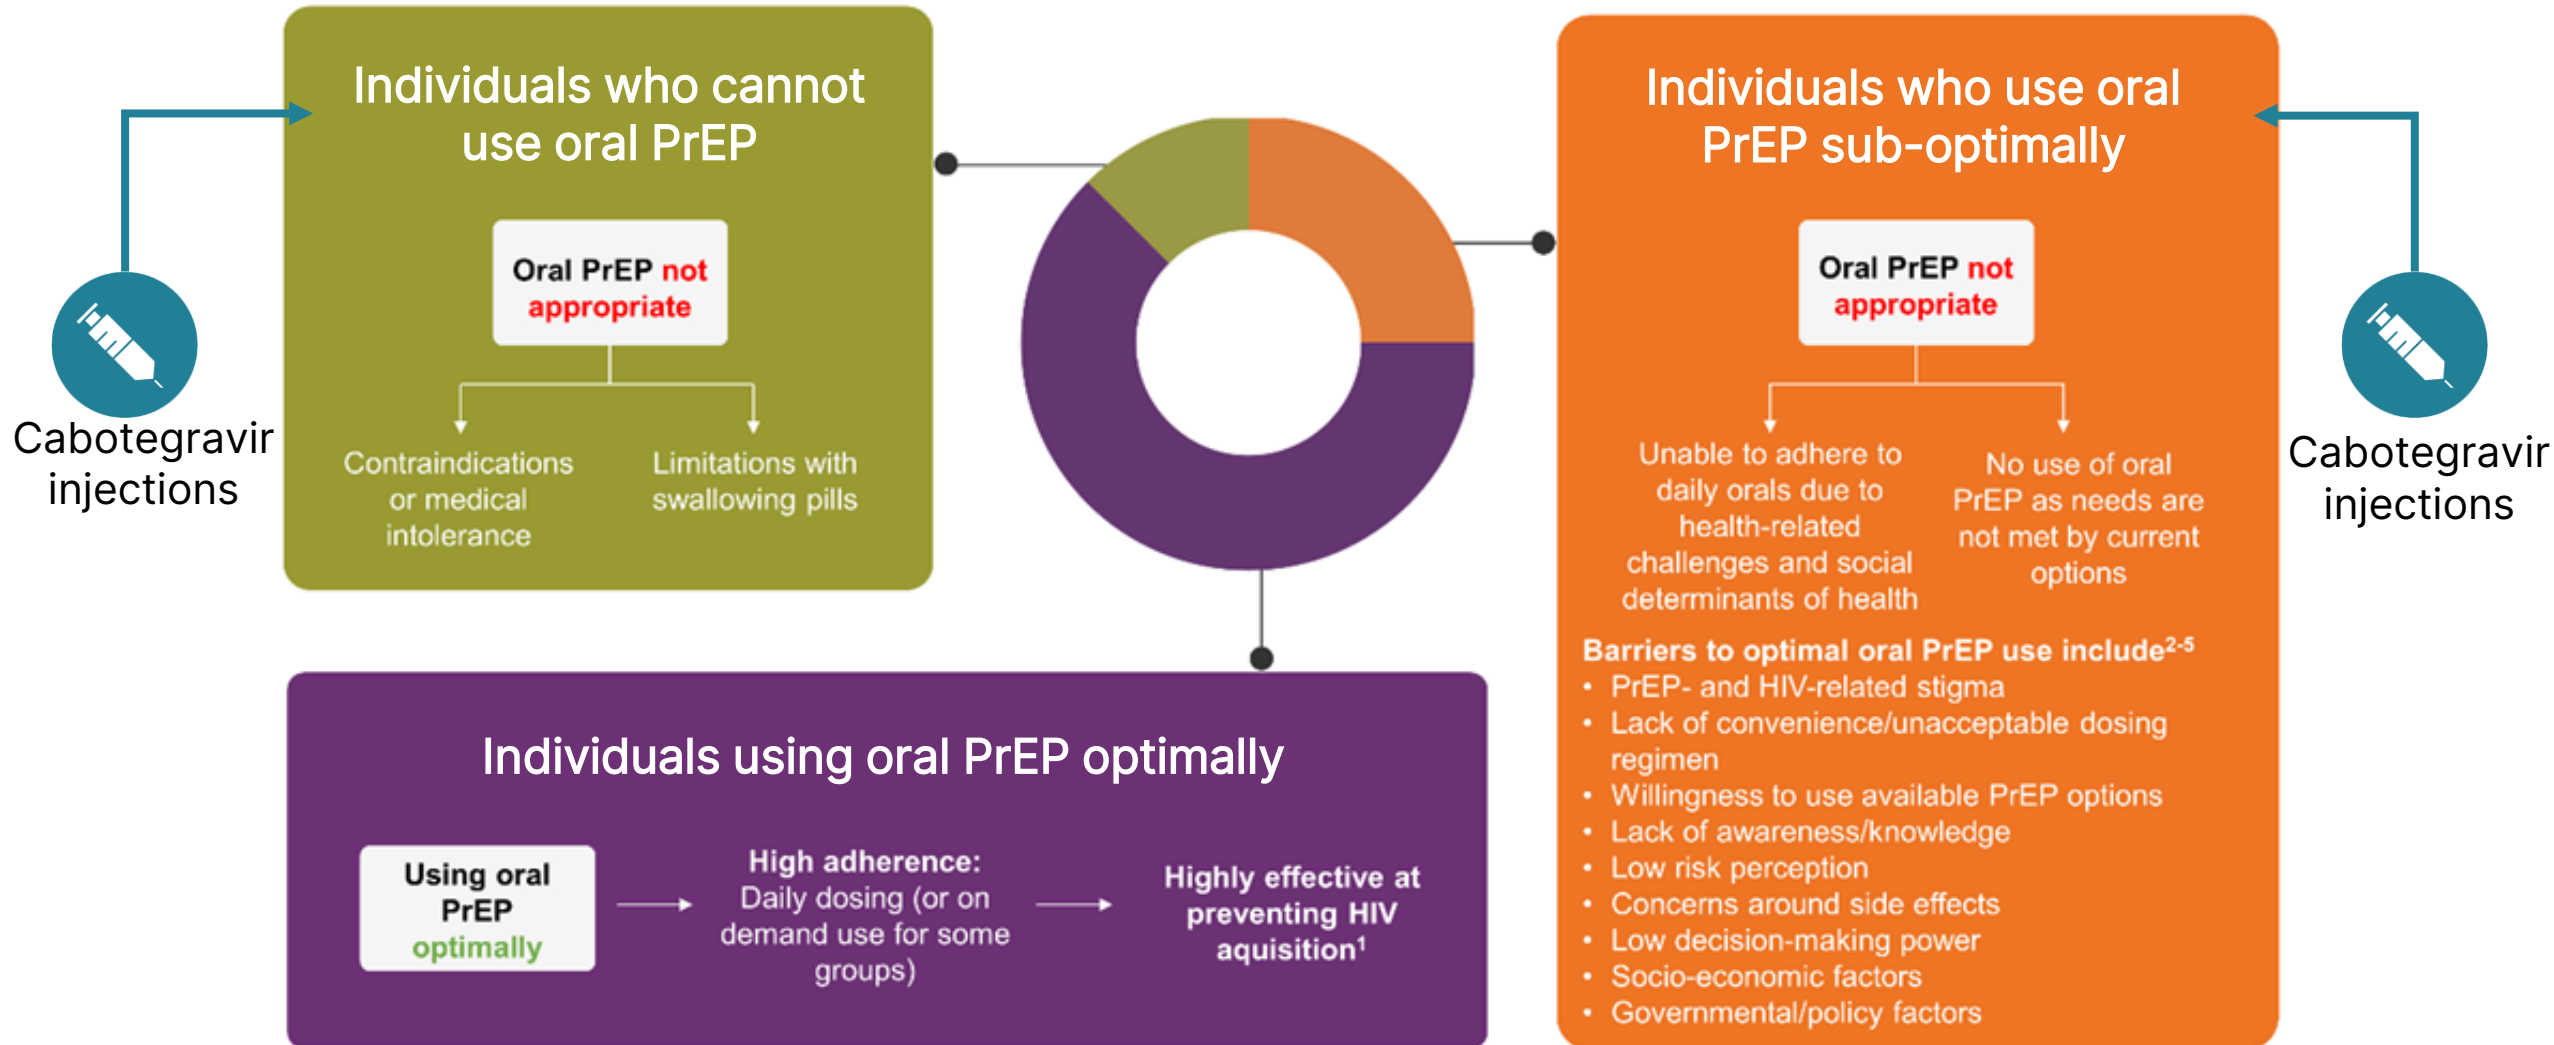 Individuals who cannot
use oral PrEP
Oral PrEP not
appropriate
Contraindications
or medical
intolerance
Limitations with
swallowing pills
Cabotegravir
injections
Individuals who use oral
PrEP sub-optimally
Oral PrEP not
appropriate
Unable to adhere to
daily orals due to
health-related
challenges and social
determinants of health
No use of oral
PrEP as needs are
not met by current
options
Barriers to optimal oral PrEP use include²⁻⁵
• PrEP- and HIV-related stigma
• Lack of convenience/unacceptable dosing
regimen
• Willingness to use available PrEP options
• Lack of awareness/knowledge
• Low risk perception
• Concerns around side effects
• Low decision-making power
• Socio-economic factors
• Governmental/policy factors
Cabotegravir
injections
Individuals using oral PrEP optimally
Using oral
PrEP
optimally
High adherence:
Daily dosing (or on
demand use for some
groups)
Highly effective at
preventing HIV
aquisition¹